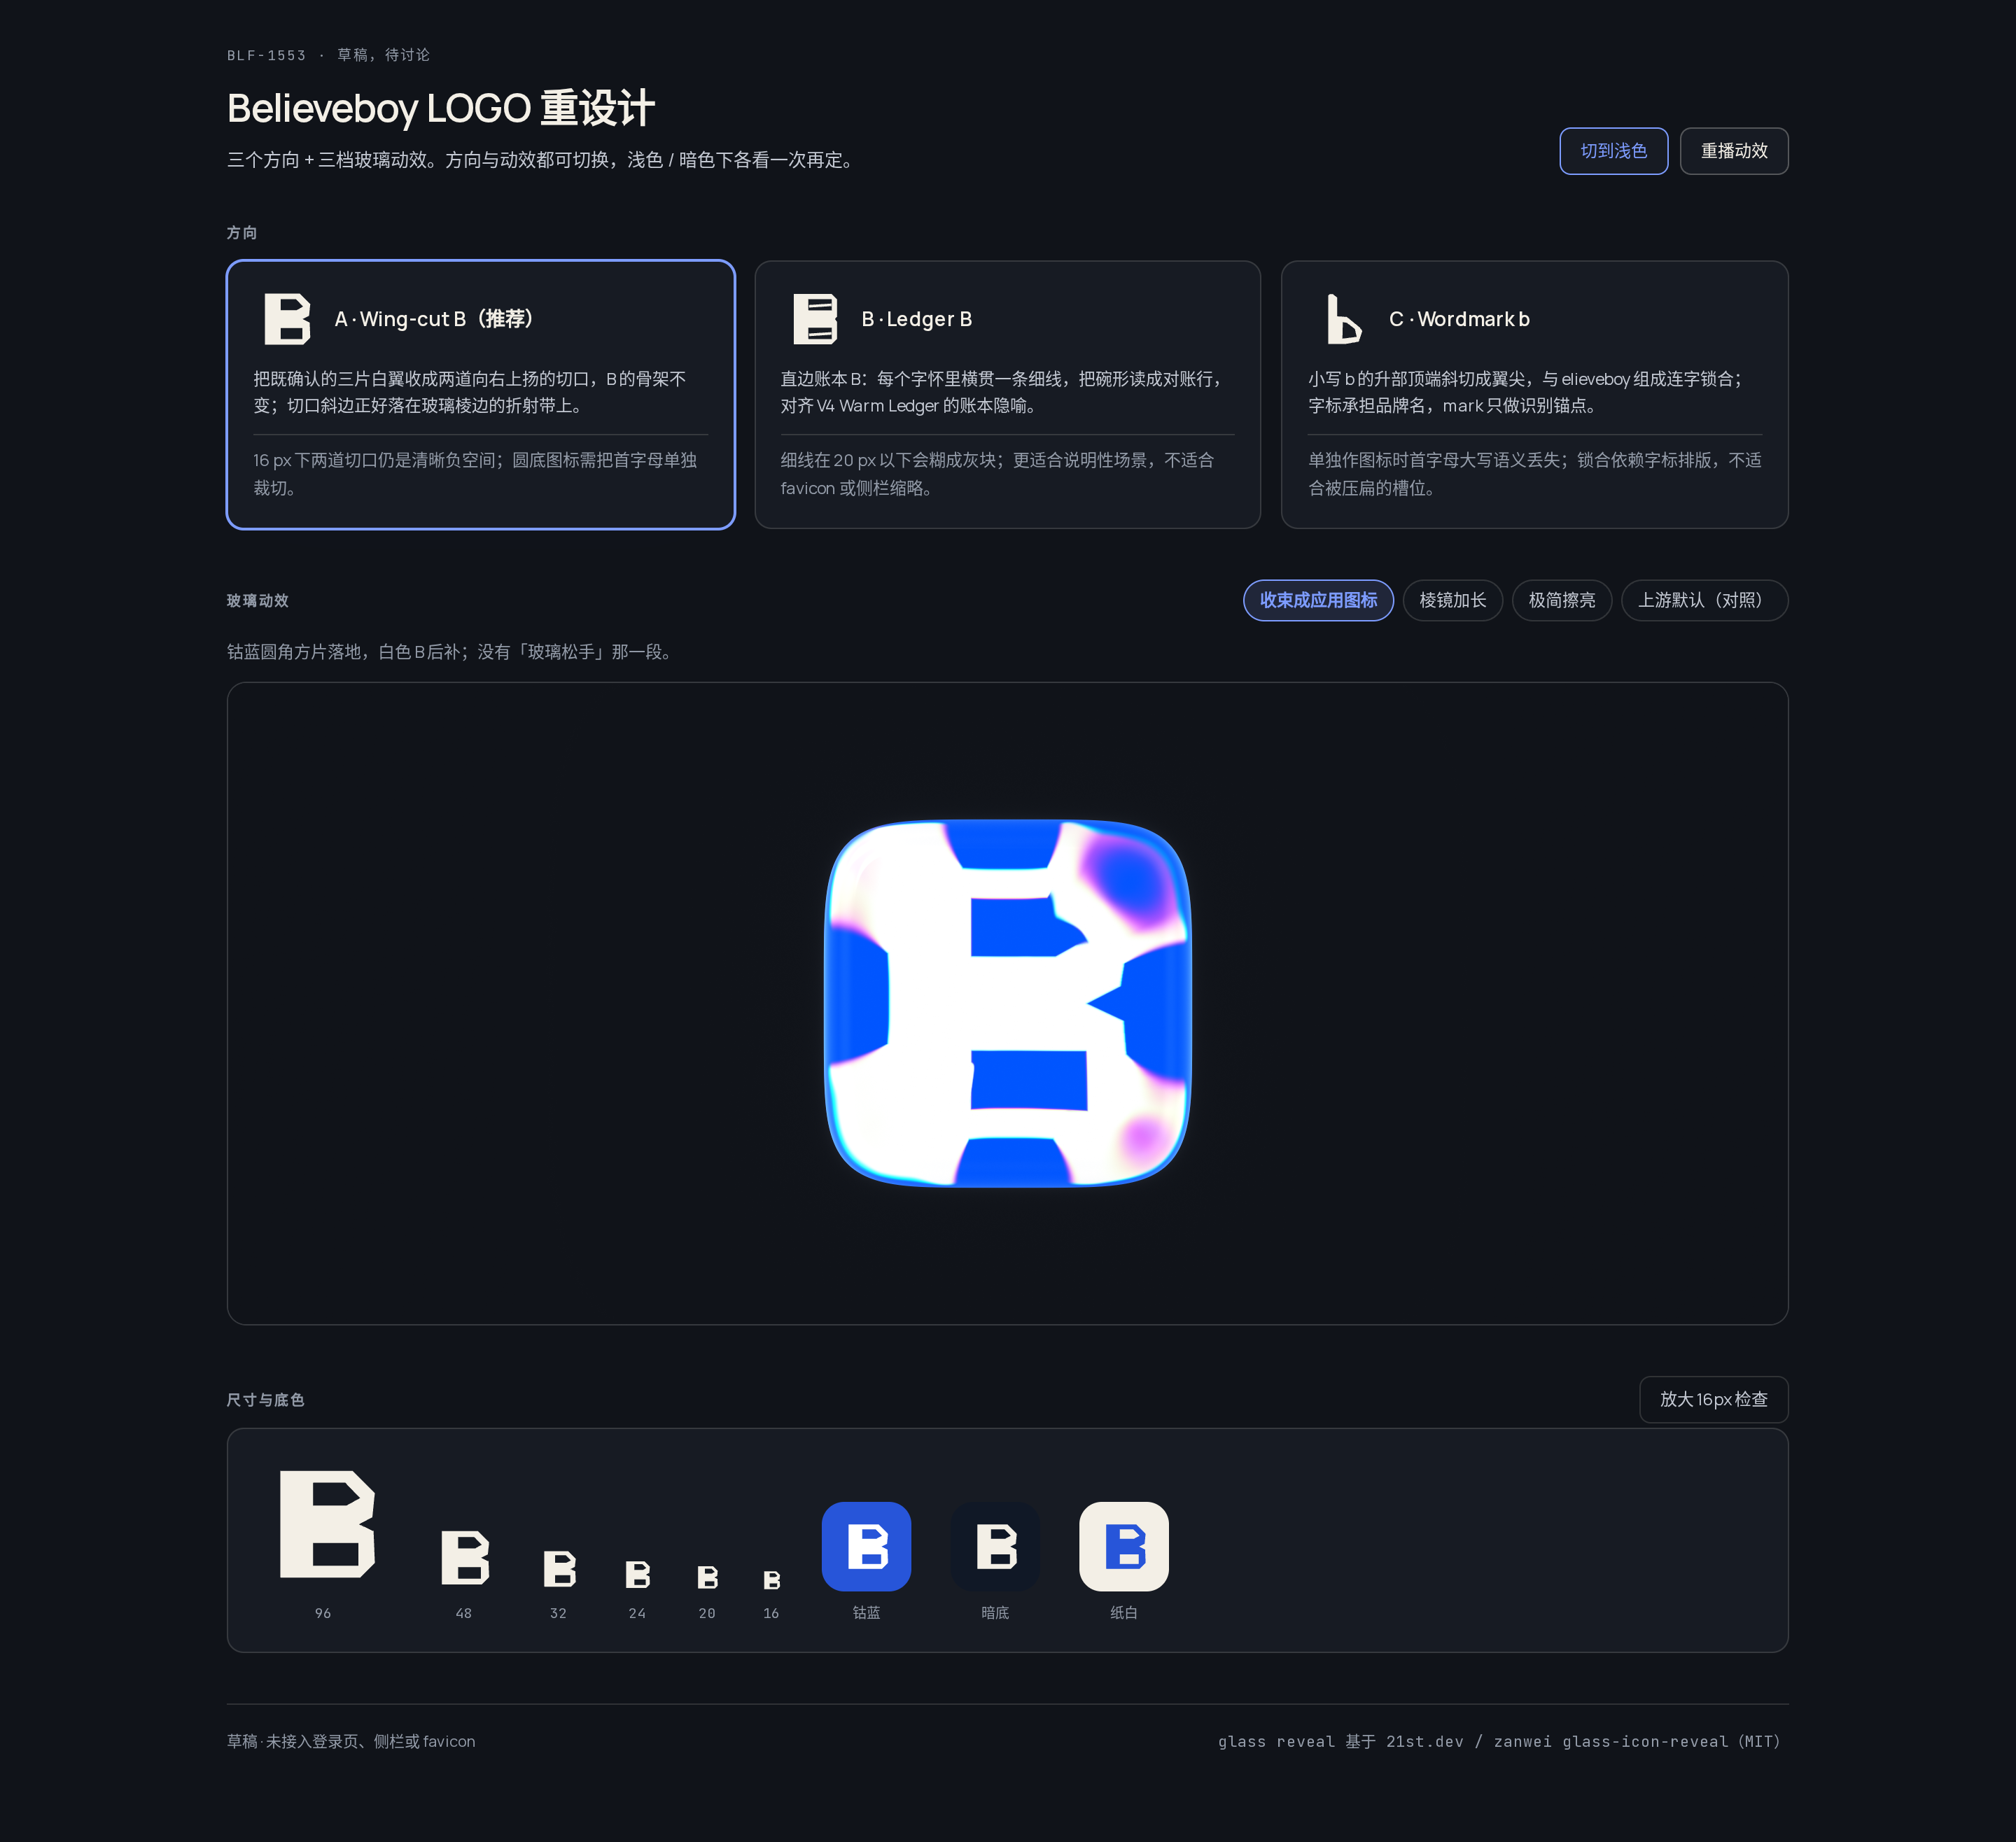 BLF-1553 · 草稿，待讨论
Believeboy LOGO 重设计
三个方向 + 三档玻璃动效。方向与动效都可切换，浅色 / 暗色下各看一次再定。
切到浅色
重播动效
方向
A · Wing-cut B（推荐）
把既确认的三片白翼收成两道向右上扬的切口，B 的骨架不
变；切口斜边正好落在玻璃棱边的折射带上。
16 px 下两道切口仍是清晰负空间；圆底图标需把首字母单独
裁切。
B · Ledger B
直边账本 B：每个字怀里横贯一条细线，把碗形读成对账行，
对齐 V4 Warm Ledger 的账本隐喻。
细线在 20 px 以下会糊成灰块；更适合说明性场景，不适合
favicon 或侧栏缩略。
C · Wordmark b
小写 b 的升部顶端斜切成翼尖，与 elieveboy 组成连字锁合；
字标承担品牌名，mark 只做识别锚点。
单独作图标时首字母大写语义丢失；锁合依赖字标排版，不适
合被压扁的槽位。
玻璃动效
收束成应用图标
棱镜加长
极简擦亮
上游默认（对照）
钴蓝圆角方片落地，白色 B 后补；没有「玻璃松手」那一段。
尺寸与底色
放大 16px 检查
96
48
32
24
20
16
钴蓝
暗底
纸白
草稿 · 未接入登录页、侧栏或 favicon
glass reveal 基于 21st.dev / zanwei glass-icon-reveal（MIT）